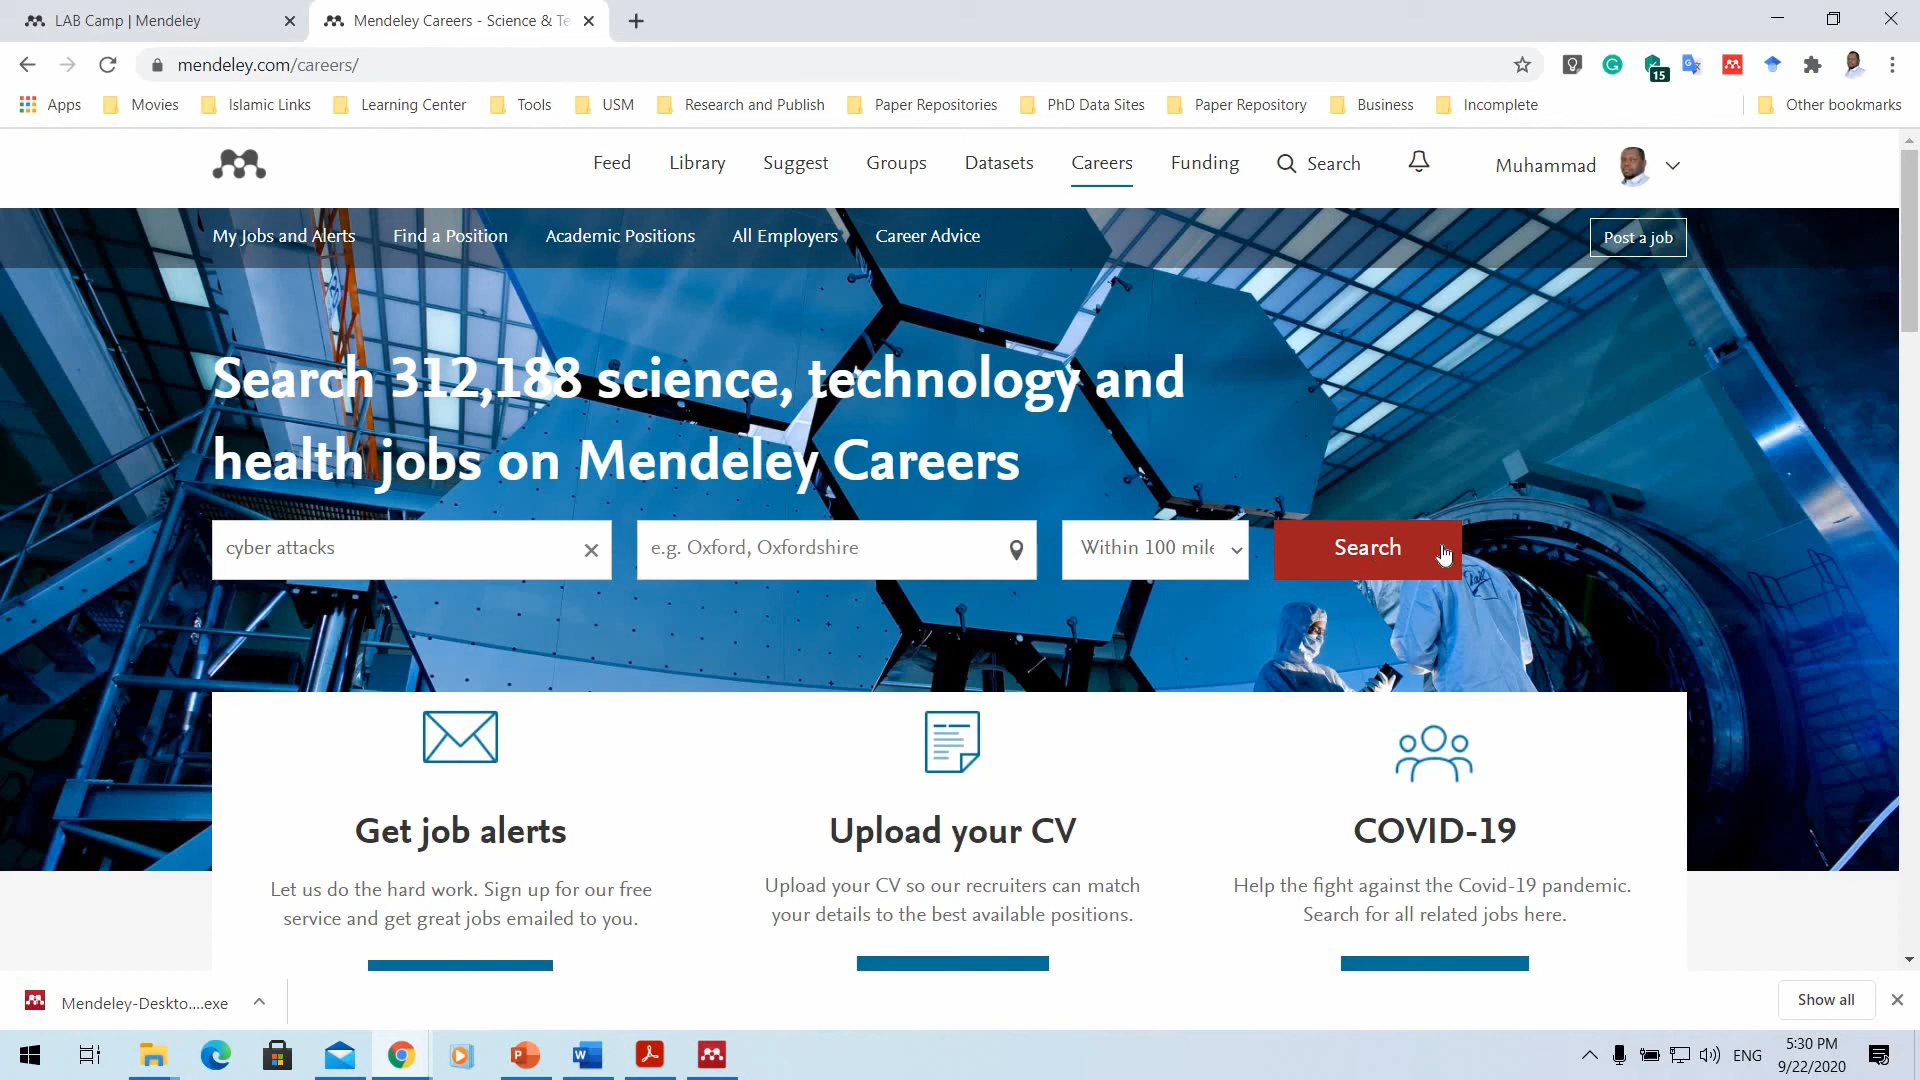 LAB Camp | Mendeley
Mendeley Careers - Science & Te
mendeley.com/careers/
15
Apps
Movies
Islamic Links
Learning Center
Tools
USM
Research and Publish
Paper Repositories
PhD Data Sites
Paper Repository
Business
Incomplete
Other bookmarks
Feed
Library
Suggest
Groups
Datasets
Careers
Funding
Search
Muhammad
My Jobs and Alerts
Find a Position
Academic Positions
All Employers
Career Advice
Post a job
Search 312,188 science, technology and
health jobs on Mendeley Careers
cyber attacks
e.g. Oxford, Oxfordshire
Within 100 mile
Search
Get job alerts
Let us do the hard work. Sign up for our free
service and get great jobs emailed to you.
Upload your CV
Upload your CV so our recruiters can match
your details to the best available positions.
COVID-19
Help the fight against the Covid-19 pandemic.
Search for all related jobs here.
Mendeley-Deskto....exe
Show all
ENG
5:30 PM
9/22/2020